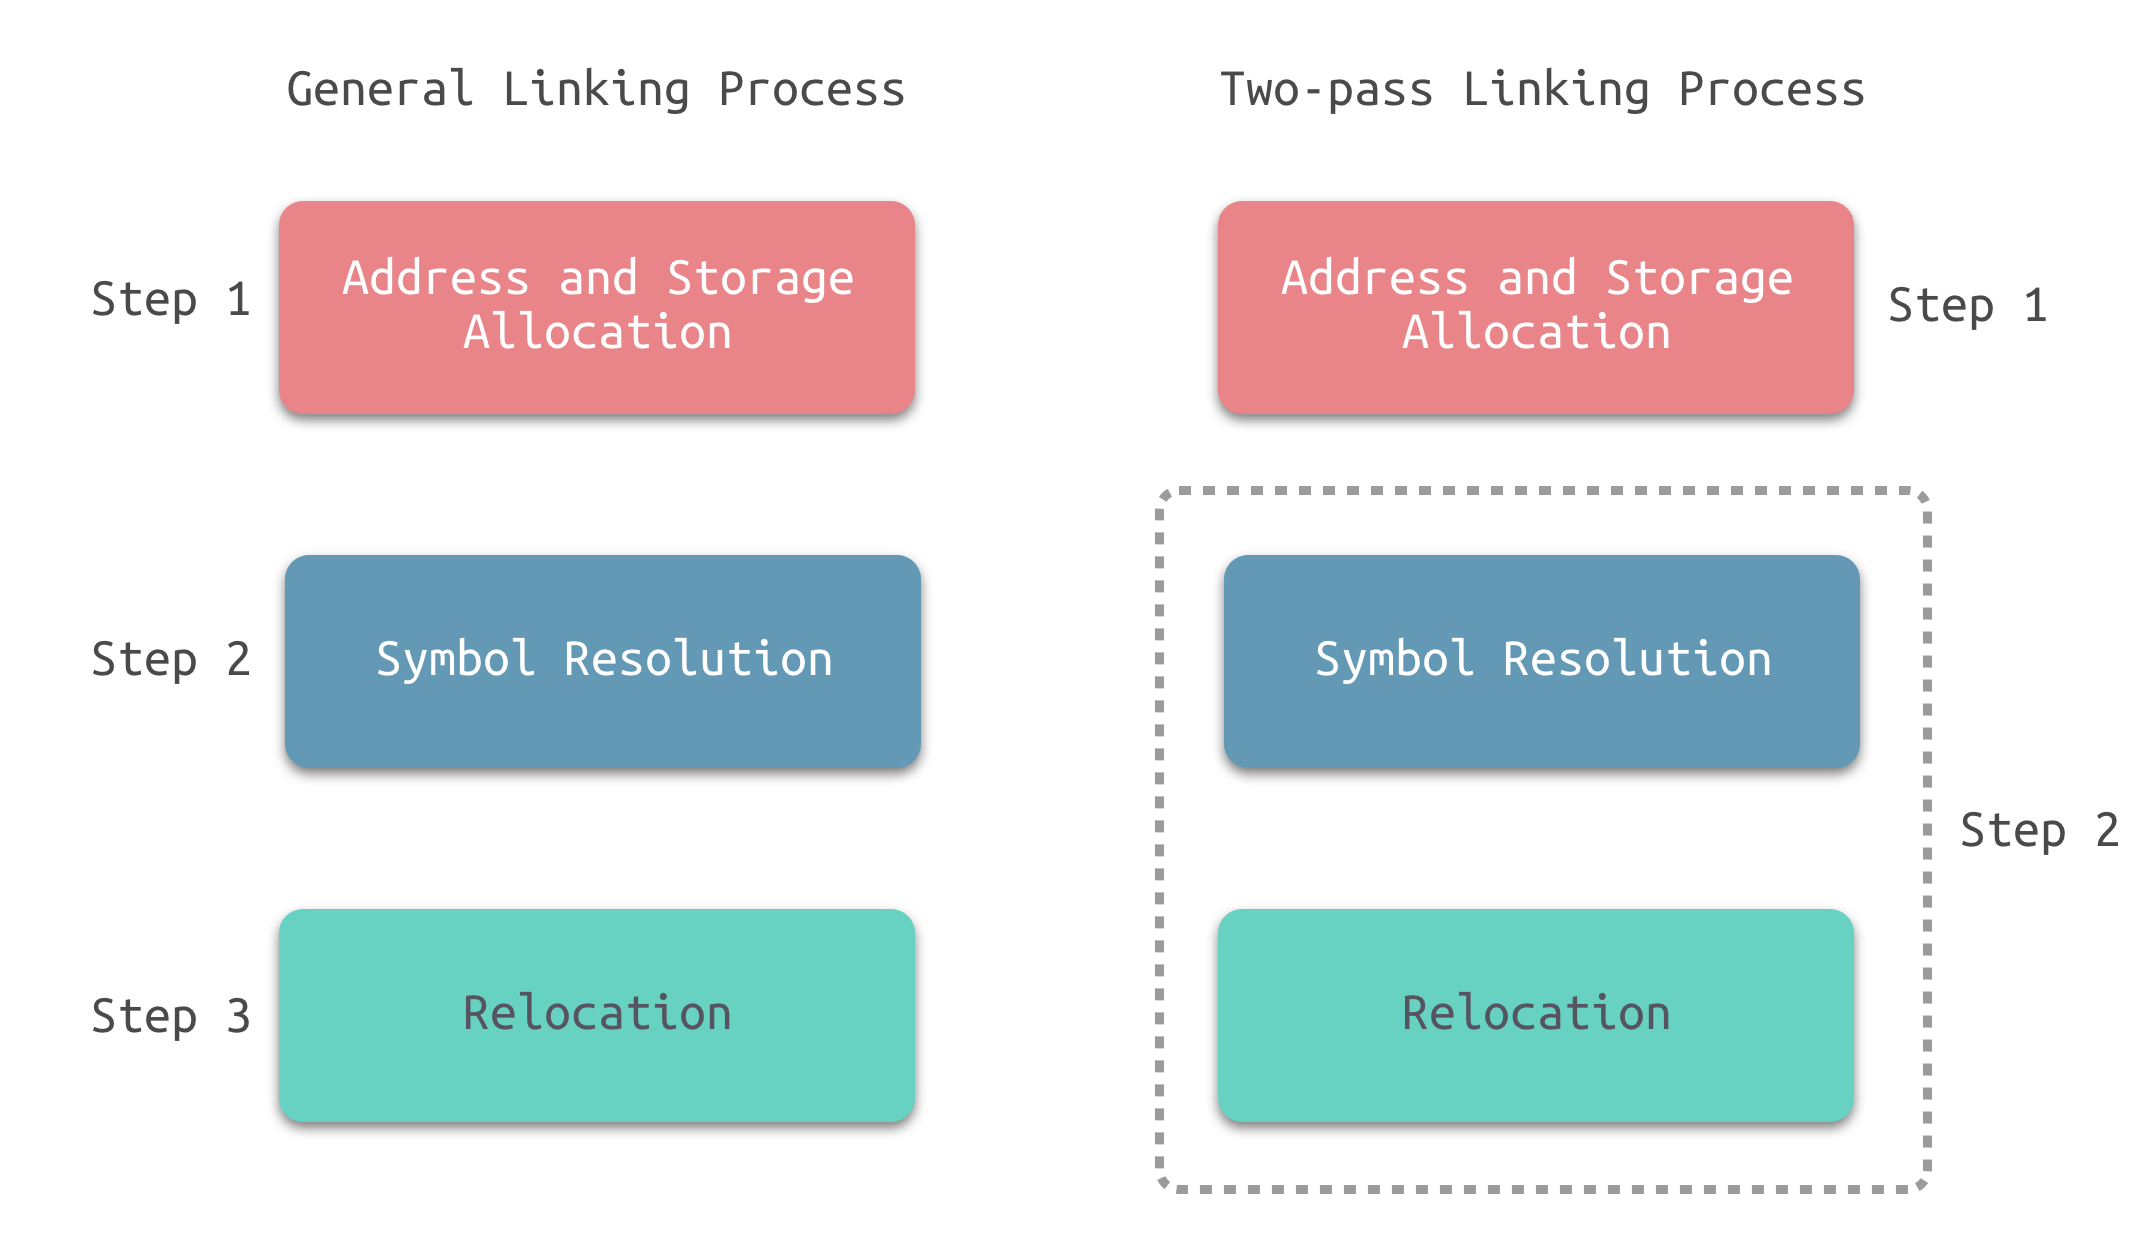 General Linking Process
Two-pass Linking Process
Step 1
Address and Storage
Allocation
Address and Storage
Allocation
Step 1
Step 2
Symbol Resolution
Symbol Resolution
Step 2
Step 3
Relocation
Relocation